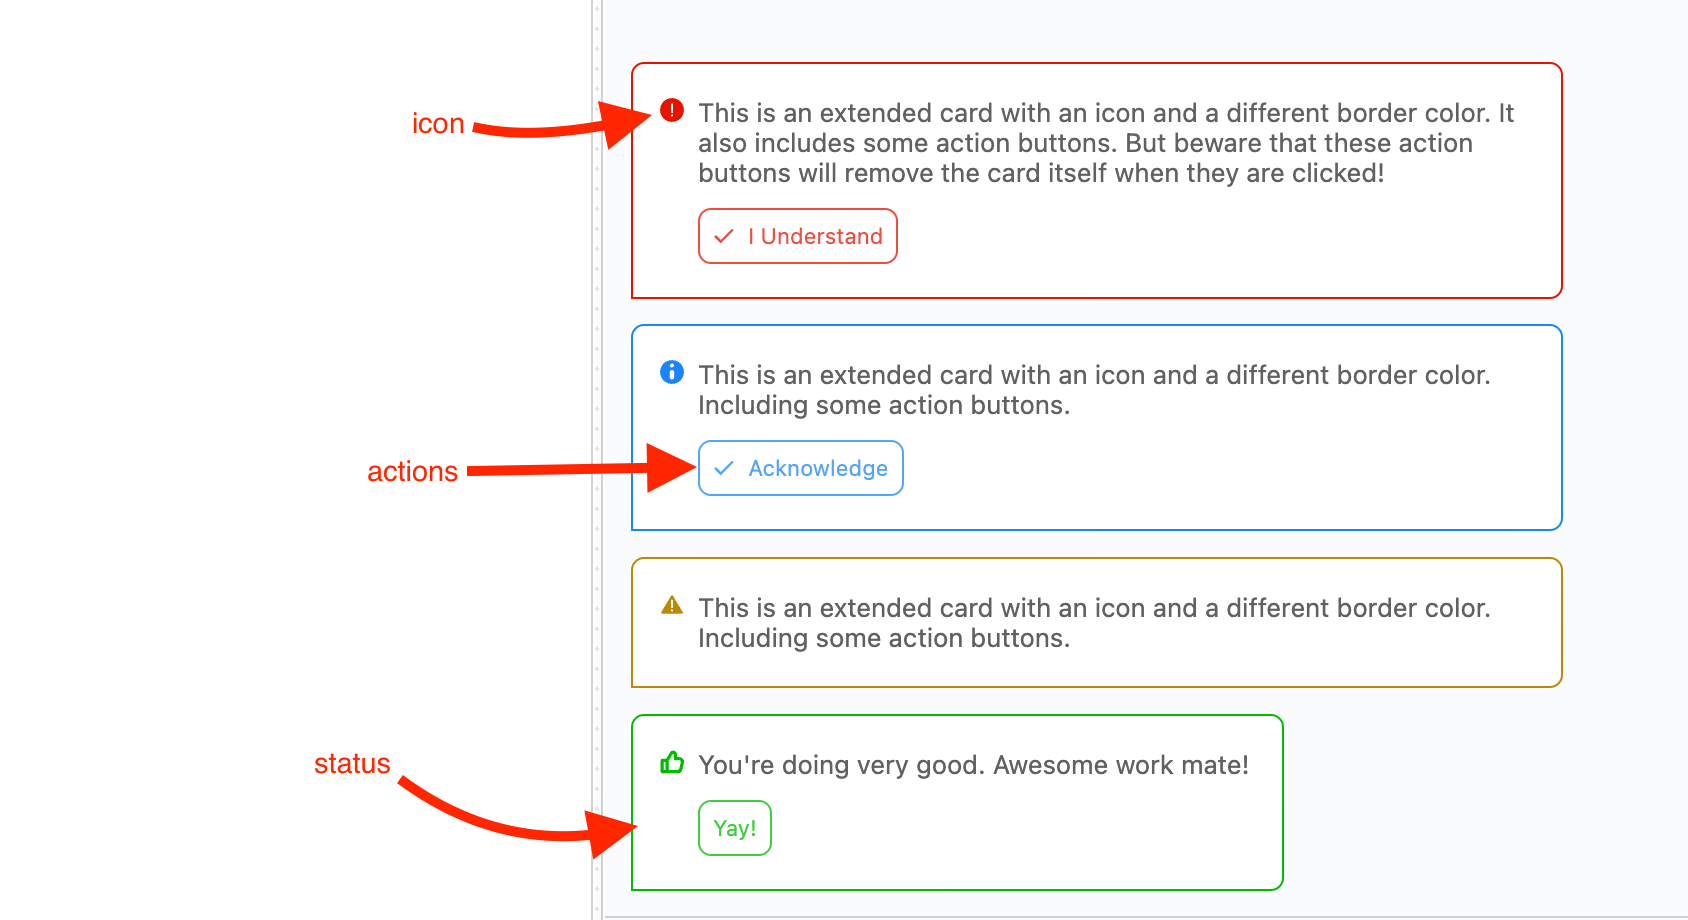 icon
This is an extended card with an icon and a different border color. It
also includes some action buttons. But beware that these action
buttons will remove the card itself when they are clicked!
I Understand
This is an extended card with an icon and a different border color.
Including some action buttons.
actions
Acknowledge
This is an extended card with an icon and a different border color.
Including some action buttons.
status
You're doing very good. Awesome work mate!
Yay!